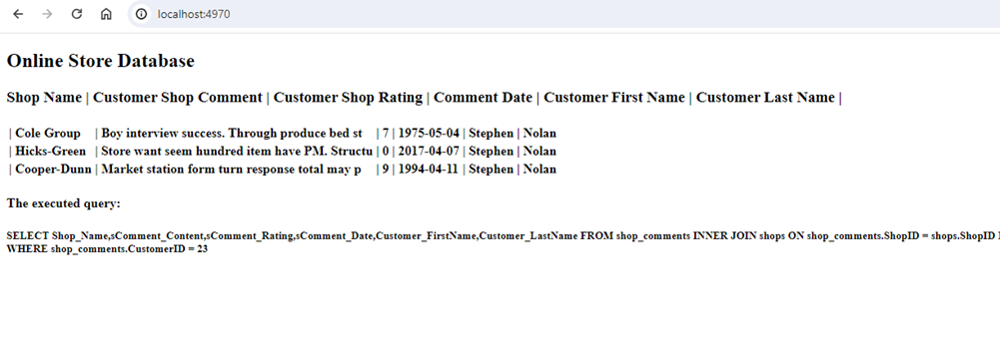 localhost:4970
Online Store Database
Shop Name | Customer Shop Comment | Customer Shop Rating | Comment Date | Customer First Name | Customer Last Name |
| Cole Group | Boy interview success. Through produce bed st | 7 | 1975-05-04 | Stephen | Nolan
| Hicks-Green | Store want seem hundred item have PM. Structu | 0 | 2017-04-07 | Stephen | Nolan
| Cooper-Dunn | Market station form turn response total may p | 9 | 1994-04-11 | Stephen | Nolan
The executed query:
SELECT Shop_Name,sComment_Content,sComment_Rating,sComment_Date,Customer_FirstName,Customer_LastName FROM shop_comments INNER JOIN shops ON shop_comments.ShopID = shops.ShopID
WHERE shop_comments.CustomerID = 23